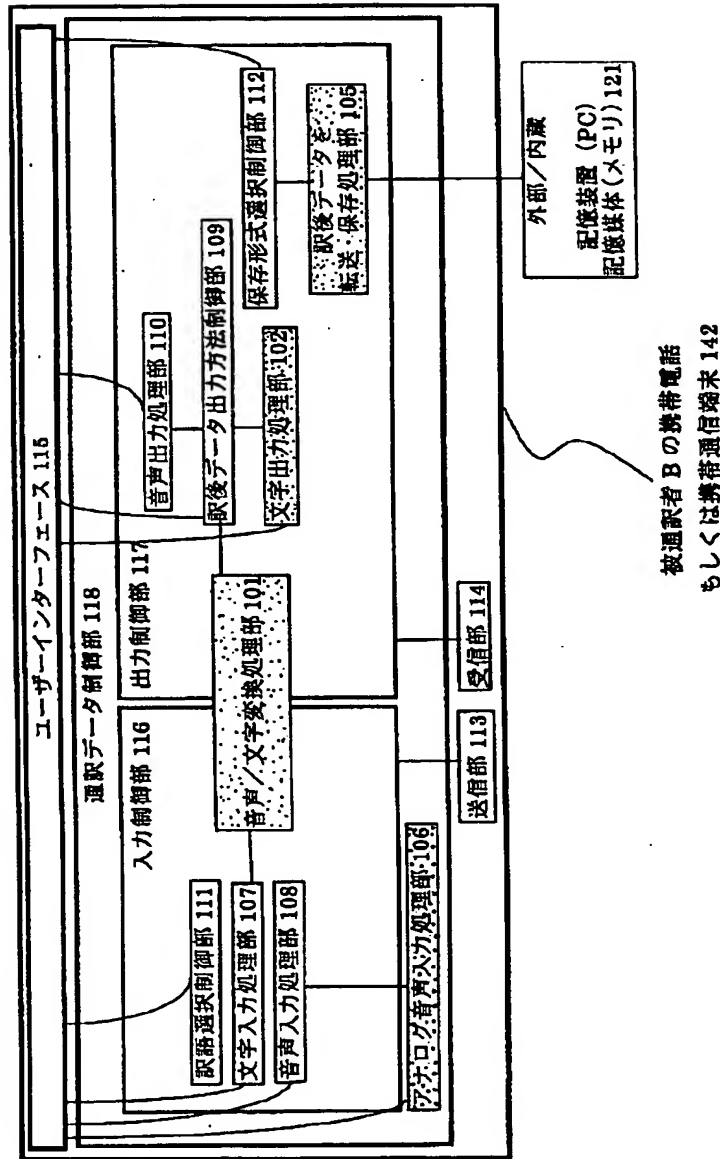 ユーザーインターフェース 115
通訳データ制御部 118
入力制御部 116
訳語選択制御部 111
文字入力処理部 107
音声入力処理部 108
アナログ音声入力処理部 106
音声/文字変換処理部 101
出力制御部 117
音声出力処理部 110
訳後データ出力方法制御部 109
文字出力処理部 102
保存形式選択制御部 112
訳後データを
転送・保存処理部 105
送信部 113
受信部 114
外部/内蔵
記憶装置 (PC)
記憶媒体(メモリ) 121
被通訳者 B の携帯電話
もしくは携帯通信端末 142